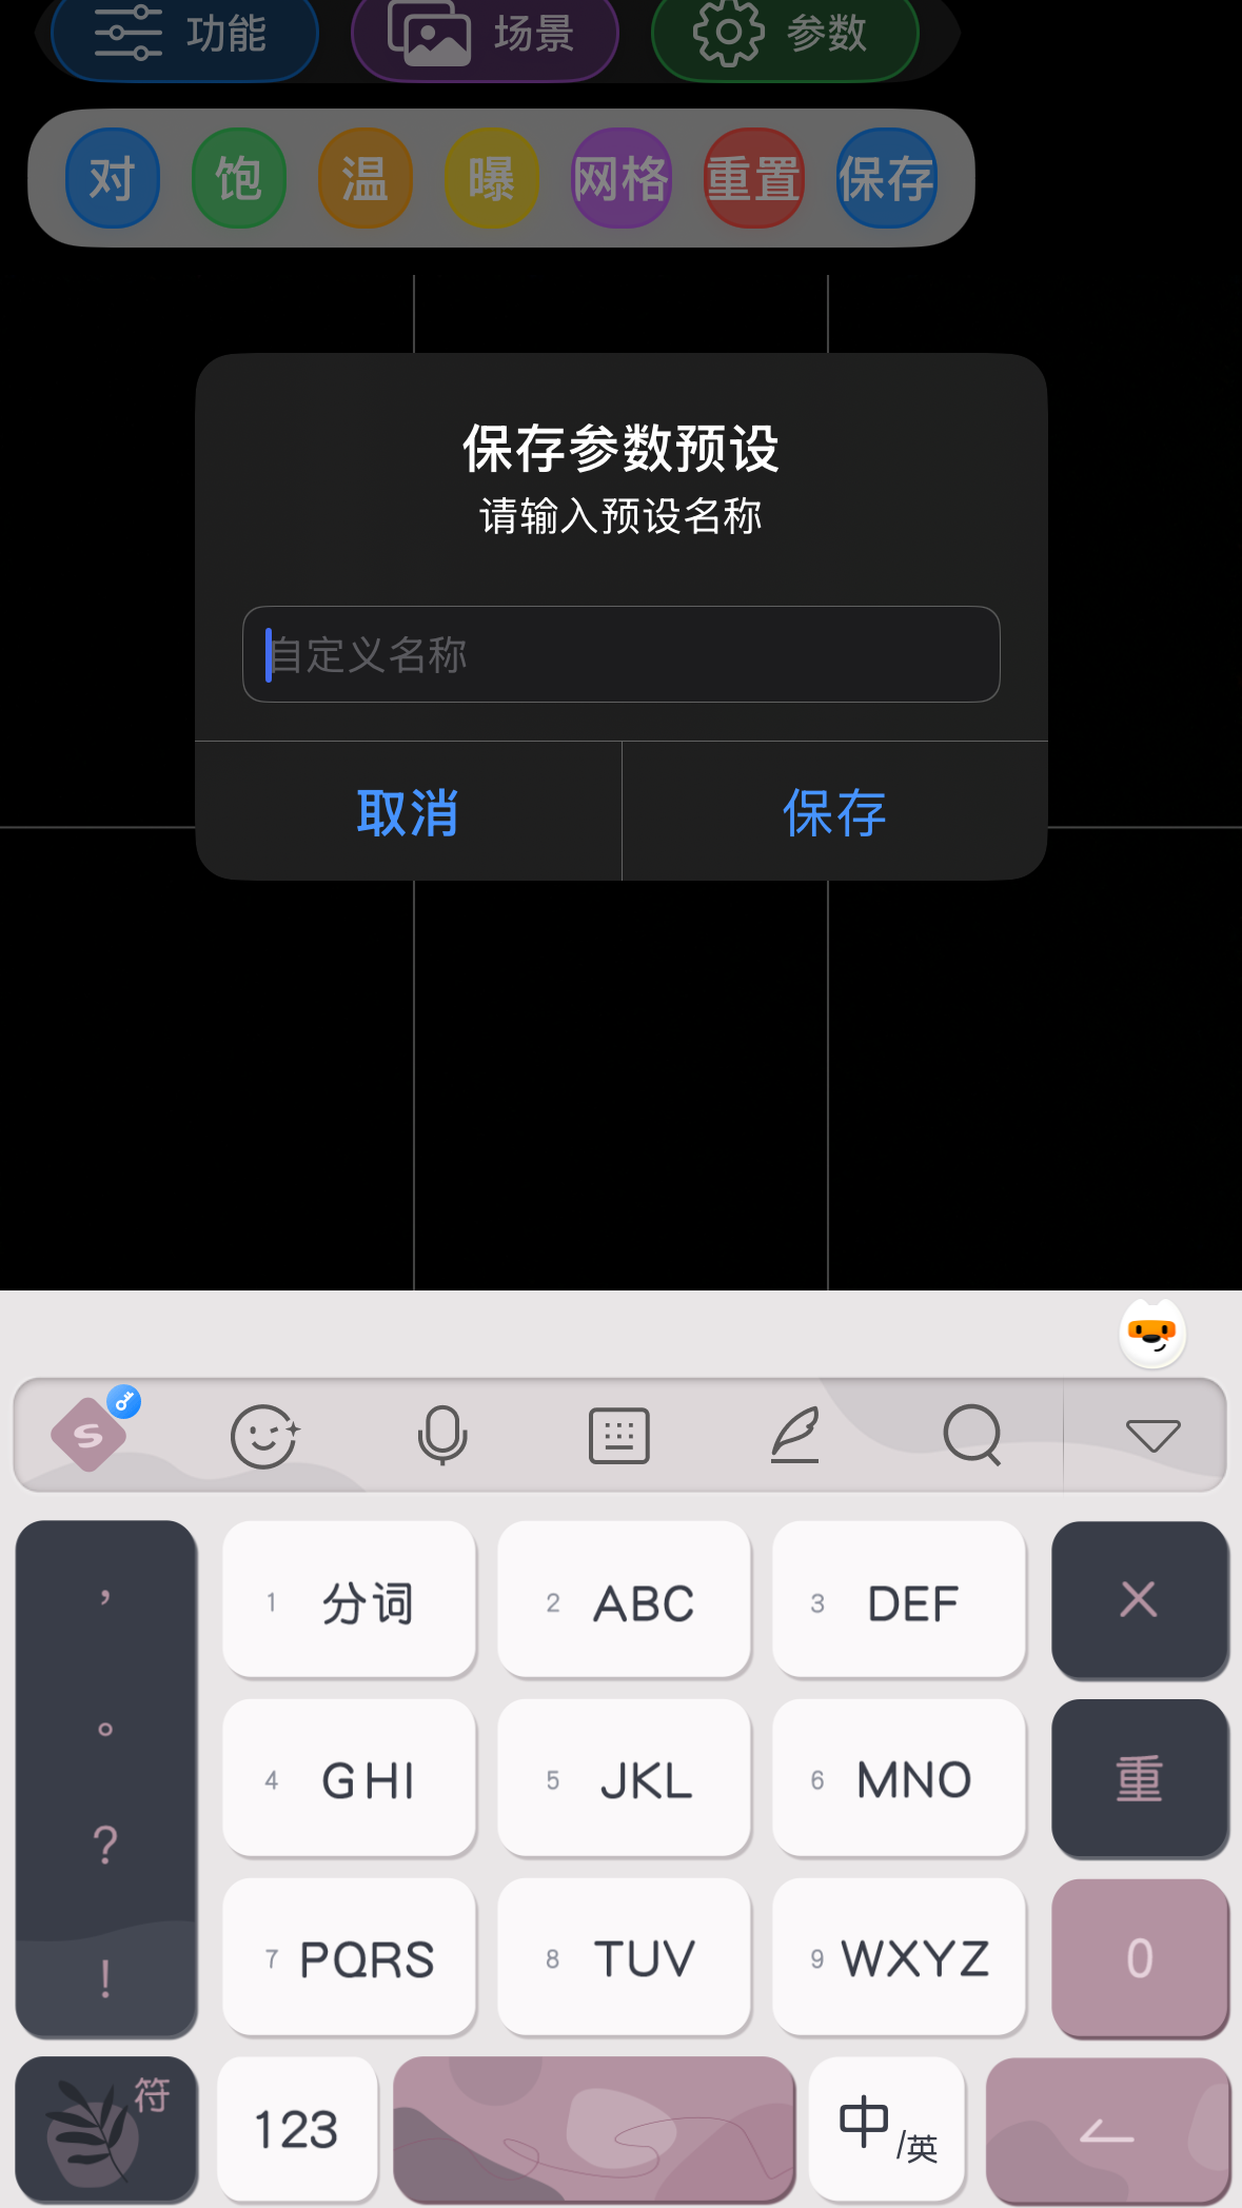 功能 场景 参数
对 饱 温 曝 网格 重置 保存
保存参数预设
请输入预设名称
自定义名称
取消 保存
S
， 1 分词 2 ABC 3 DEF
。 4 GHI 5 JKL 6 MNO 重
？ 7 PQRS 8 TUV 9 WXYZ 0
！
符 123 中/英